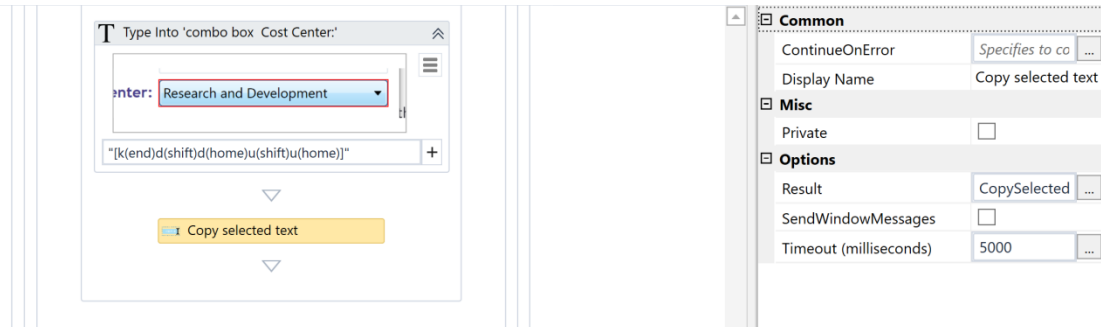 T Type Into 'combo box Cost Center:'
enter: Research and Development
"[k(end)d(shift)d(home)u(shift)u(home)]" +
Copy selected text
Common
ContinueOnError Specifies to co ...
Display Name Copy selected text
Misc
Private
Options
Result CopySelected ...
SendWindowMessages
Timeout (milliseconds) 5000 ...